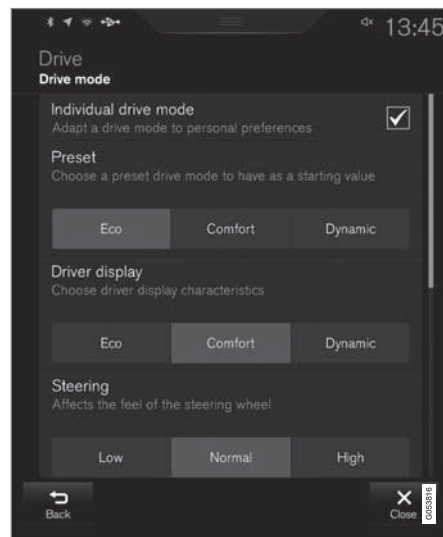 13:45
Drive
Drive mode
Individual drive mode
Adapt a drive mode to personal preferences
Preset
Choose a preset drive mode to have as a starting value
Eco Comfort Dynamic
Driver display
Choose driver display characteristics
Eco Comfort Dynamic
Steering
Affects the feel of the steering wheel
Low Normal High
Back
Close
G053816